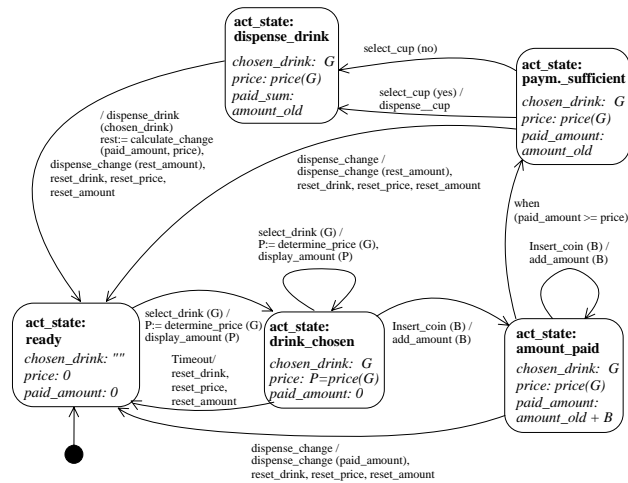 act_state:
dispense_drink
chosen_drink: G
price: price(G)
paid_sum:
amount_old
select_cup (no)
select_cup (yes) /
dispense__cup
act_state:
paym._sufficient
chosen_drink: G
price: price(G)
paid_amount:
amount_old
/ dispense_drink
(chosen_drink)
rest:= calculate_change
(paid_amount, price),
dispense_change (rest_amount),
reset_drink, reset_price,
reset_amount
dispense_change /
dispense_change (rest_amount),
reset_drink, reset_price, reset_amount
when
(paid_amount >= price)
select_drink (G) /
P:= determine_price (G),
display_amount (P)
Insert_coin (B) /
add_amount (B)
act_state:
ready
chosen_drink: ""
price: 0
paid_amount: 0
select_drink (G) /
P:= determine_price (G)
display_amount (P)
Timeout/
reset_drink,
reset_price,
reset_amount
act_state:
drink_chosen
chosen_drink: G
price: P=price(G)
paid_amount: 0
Insert_coin (B) /
add_amount (B)
act_state:
amount_paid
chosen_drink: G
price: price(G)
paid_amount:
amount_old + B
dispense_change /
dispense_change (paid_amount),
reset_drink, reset_price, reset_amount